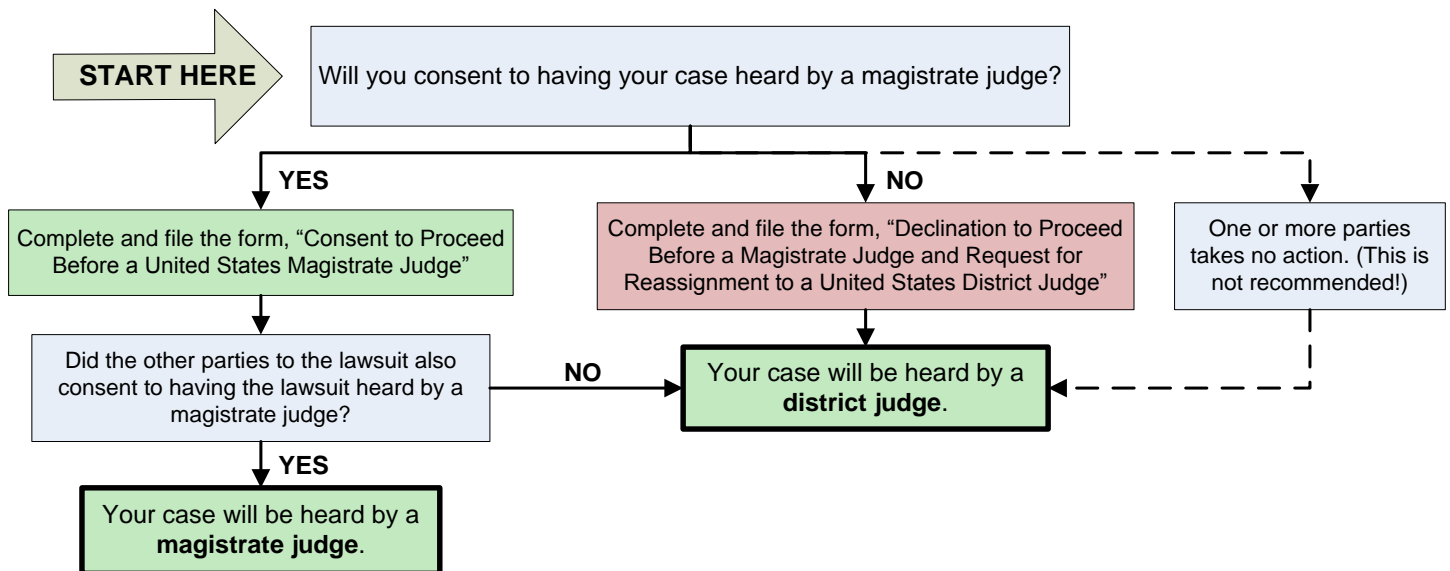 START HERE
Will you consent to having your case heard by a magistrate judge?
YES
NO
Complete and file the form, “Consent to Proceed
Before a United States Magistrate Judge”
Complete and file the form, “Declination to Proceed
Before a Magistrate Judge and Request for
Reassignment to a United States District Judge”
One or more parties
takes no action. (This is
not recommended!)
Did the other parties to the lawsuit also
consent to having the lawsuit heard by a
magistrate judge?
NO
Your case will be heard by a
district judge.
YES
Your case will be heard by a
magistrate judge.